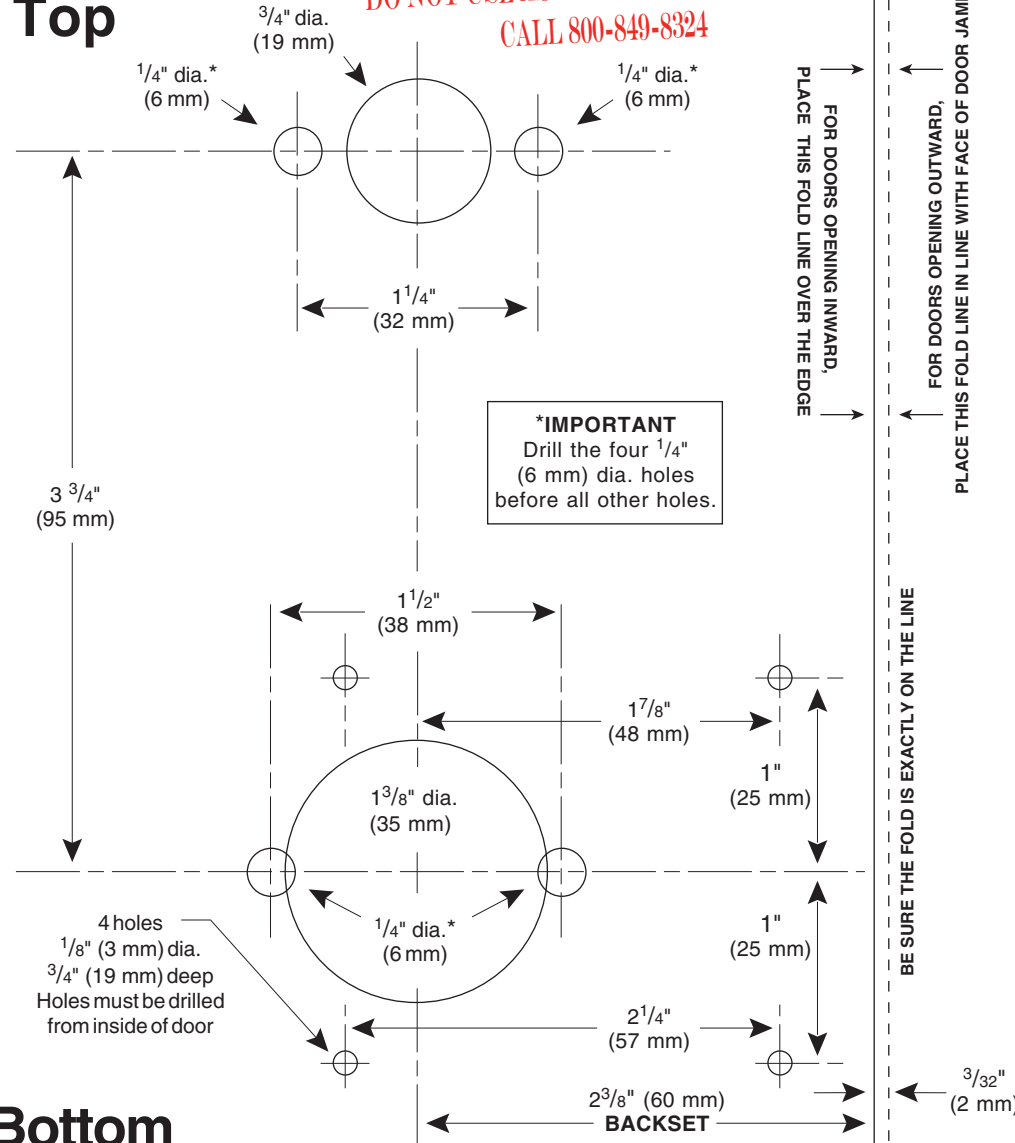 Top
3/4" dia.
(19 mm)
CALL 800-849-8324
1/4" dia.*
(6 mm)
1/4" dia.*
(6 mm)
1 1/4"
(32 mm)
FOR DOORS OPENING INWARD,
PLACE THIS FOLD LINE OVER THE EDGE
FOR DOORS OPENING OUTWARD,
PLACE THIS FOLD LINE IN LINE WITH FACE OF DOOR JAM
*IMPORTANT
Drill the four 1/4"
(6 mm) dia. holes
before all other holes.
3 3/4"
(95 mm)
1 1/2"
(38 mm)
1 7/8"
(48 mm)
1"
(25 mm)
BE SURE THE FOLD IS EXACTLY ON THE LINE
1 3/8" dia.
(35 mm)
1/4" dia.*
(6 mm)
1"
(25 mm)
4 holes
1/8" (3 mm) dia.
3/4" (19 mm) deep
Holes must be drilled
from inside of door
2 1/4"
(57 mm)
2 3/8" (60 mm)
BACKSET
3/32"
(2 mm)
Bottom